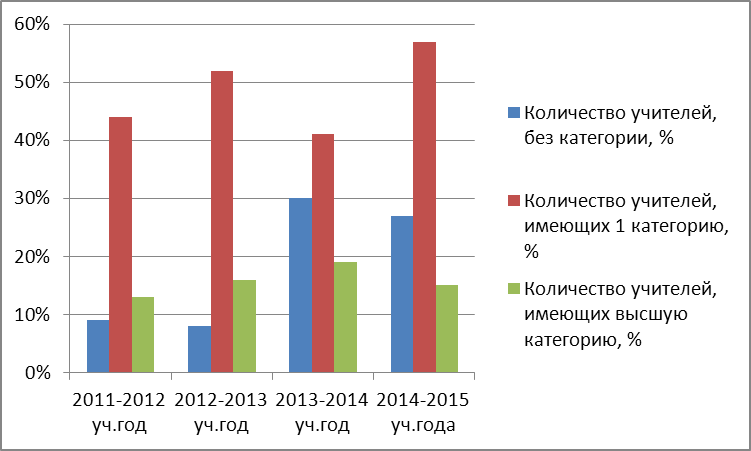 60%
50%
40%
30%
20%
10%
0%
2011-2012
уч.год
2012-2013
уч.год
2013-2014
уч.год
2014-2015
уч.года
Количество учителей,
без категории, %
Количество учителей,
имеющих 1 категорию,
%
Количество учителей,
имеющих высшую
категорию, %